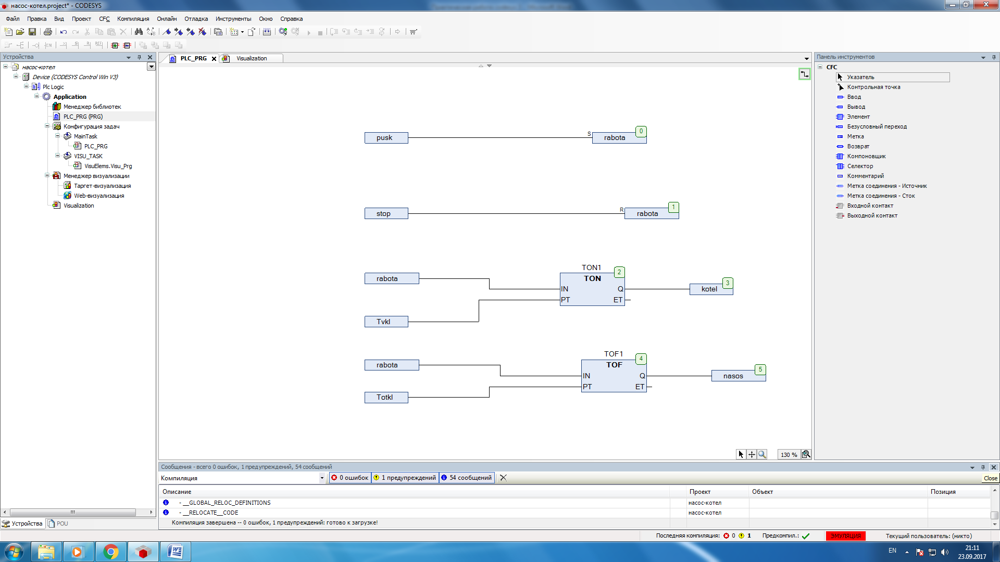 насос-котел.project* - CODESYS
Файл Правка Вид Проект CFC Компиляция Онлайн Отладка Инструменты Окно Справка
Устройства
насос-котел
Device (CODESYS Control Win V3)
Plc Logic
Application
Менеджер библиотек
PLC_PRG (PRG)
Конфигурация задач
MainTask
PLC_PRG
VISU_TASK
VisuElems.Visu_Prg
Менеджер визуализации
Таргет-визуализация
Web-визуализация
Visualization
Устройства POU
PLC_PRG Visualization
pusk S rabota 0
stop R rabota 1
TON1
rabota TON 2
IN Q kotel 3
PT ET
Tvkl
TOF1
rabota TOF 4
IN Q nasos 5
PT ET
Totkl
130 %
Панель инструментов
CFC
Указатель
Контрольная точка
Ввод
Вывод
Элемент
Безусловный переход
Метка
Возврат
Компоновщик
Селектор
Комментарий
Метка соединения - Источник
Метка соединения - Сток
Входной контакт
Выходной контакт
Сообщения - всего 0 ошибок, 1 предупреждений, 54 сообщений
Компиляция 0 ошибок 1 предупреждений 54 сообщений
Close
Описание Проект Объект Позиция
- __GLOBAL_RELOC_DEFINITIONS насос-котел
- __RELOCATE__CODE насос-котел
Компиляция завершена -- 0 ошибок, 1 предупреждений: готово к загрузке!
Последняя компиляция: 0 1 Предкомпил.: ЭМУЛЯЦИЯ Текущий пользователь: (никто)
EN 21:11
23.09.2017